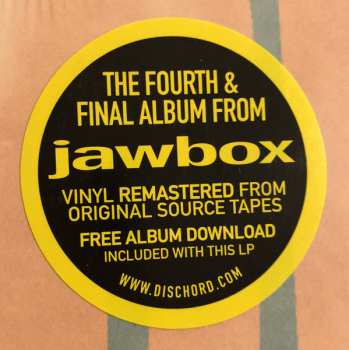 THE FOURTH &
FINAL ALBUM FROM
jawbox
VINYL REMASTERED FROM
ORIGINAL SOURCE TAPES
FREE ALBUM DOWNLOAD
INCLUDED WITH THIS LP
WWW.DISCHORD.COM